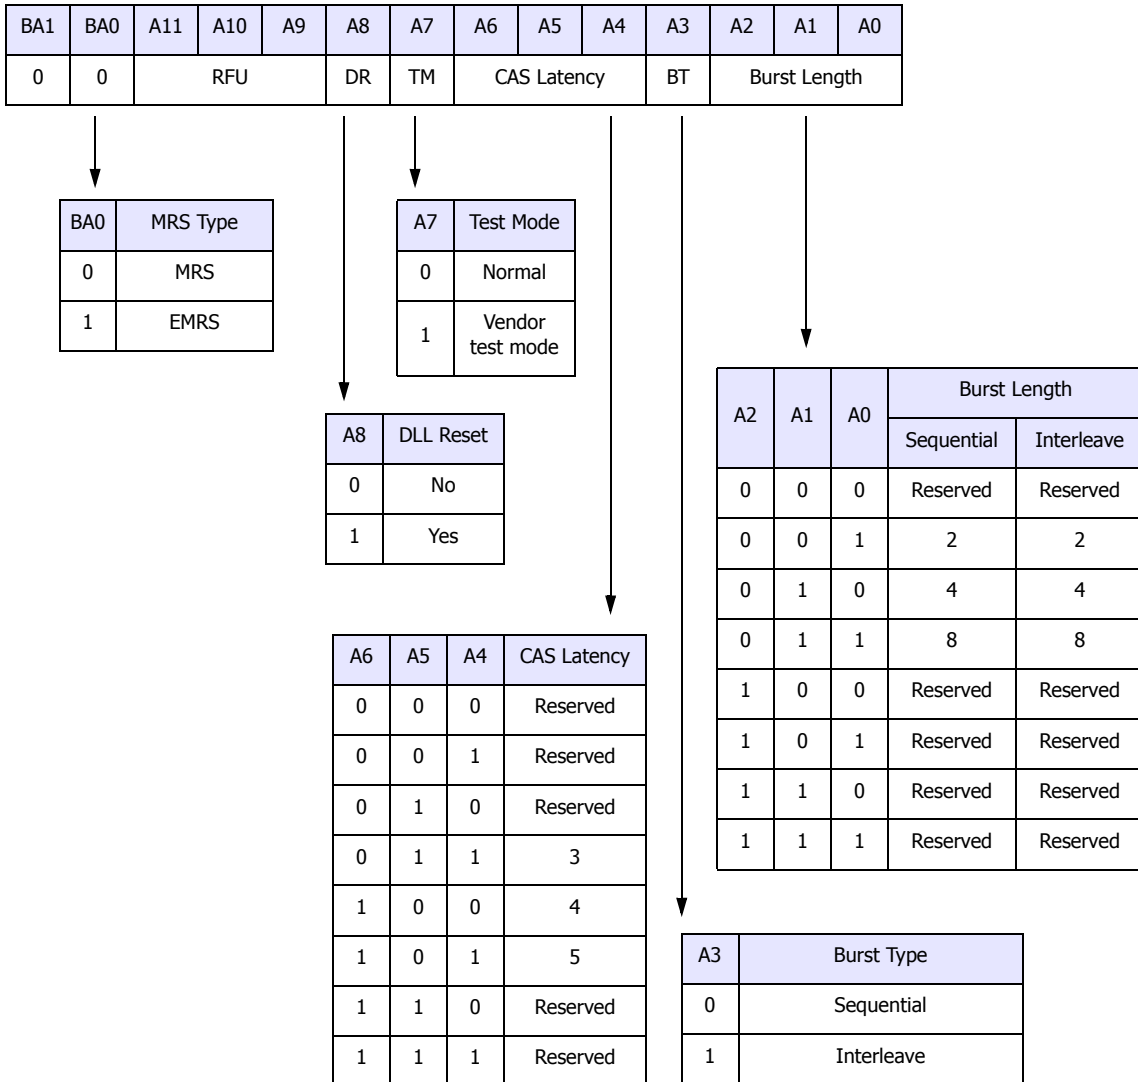 BA1 BA0 A11 A10 A9 A8 A7 A6 A5 A4 A3 A2 A1 A0
0 0 RFU DR TM CAS Latency BT Burst Length
BA0 MRS Type
0 MRS
1 EMRS
A7 Test Mode
0 Normal
1 Vendor
test mode
A8 DLL Reset
0 No
1 Yes
A2 A1 A0 Burst Length
Sequential Interleave
0 0 0 Reserved Reserved
0 0 1 2 2
0 1 0 4 4
0 1 1 8 8
1 0 0 Reserved Reserved
1 0 1 Reserved Reserved
1 1 0 Reserved Reserved
1 1 1 Reserved Reserved
A6 A5 A4 CAS Latency
0 0 0 Reserved
0 0 1 Reserved
0 1 0 Reserved
0 1 1 3
1 0 0 4
1 0 1 5
1 1 0 Reserved
1 1 1 Reserved
A3 Burst Type
0 Sequential
1 Interleave